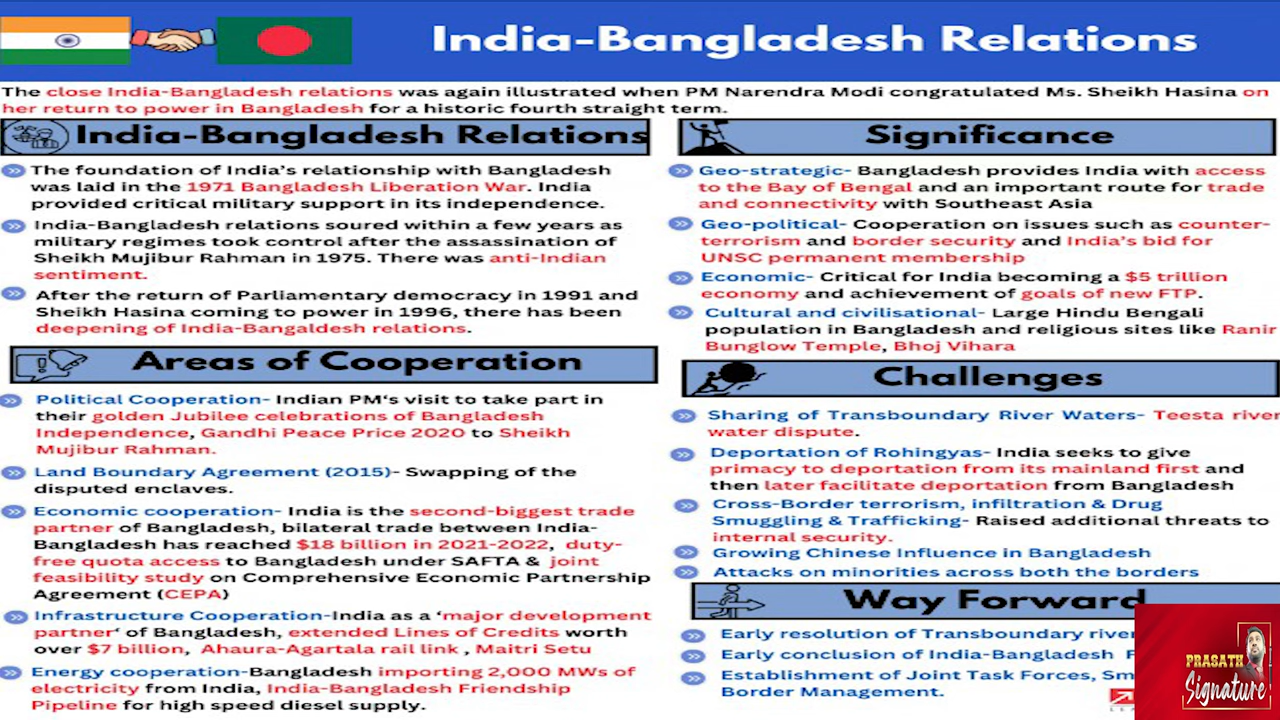 India-Bangladesh Relations
The close India-Bangladesh relations was again illustrated when PM Narendra Modi congratulated Ms. Sheikh Hasina on
her return to power in Bangladesh for a historic fourth straight term.
India-Bangladesh Relations
The foundation of India's relationship with Bangladesh
was laid in the 1971 Bangladesh Liberation War. India
provided critical military support in its independence.
India-Bangladesh relations soured within a few years as
military regimes took control after the assassination of
Sheikh Mujibur Rahman in 1975. There was anti-Indian
sentiment.
After the return of Parliamentary democracy in 1991 and
Sheikh Hasina coming to power in 1996, there has been
deepening of India-Bangaldesh relations.
Areas of Cooperation
Political Cooperation- Indian PM's visit to take part in
their golden Jubilee celebrations of Bangladesh
Independence, Gandhi Peace Price 2020 to Sheikh
Mujibur Rahman.
Land Boundary Agreement (2015)- Swapping of the
disputed enclaves.
Economic cooperation- India is the second-biggest trade
partner of Bangladesh, bilateral trade between India-
Bangladesh has reached $18 billion in 2021-2022, duty-
free quota access to Bangladesh under SAFTA & joint
feasibility study on Comprehensive Economic Partnership
Agreement (CEPA)
Infrastructure Cooperation-India as a 'major development
partner' of Bangladesh, extended Lines of Credits worth
over $7 billion, Ahaura-Agartala rail link , Maitri Setu
Energy cooperation-Bangladesh importing 2,000 MWs of
electricity from India, India-Bangladesh Friendship
Pipeline for high speed diesel supply.
Significance
Geo-strategic- Bangladesh provides India with access
to the Bay of Bengal and an important route for trade
and connectivity with Southeast Asia
Geo-political- Cooperation on issues such as counter-
terrorism and border security and India's bid for
UNSC permanent membership
Economic- Critical for India becoming a $5 trillion
economy and achievement of goals of new FTP.
Cultural and civilisational- Large Hindu Bengali
population in Bangladesh and religious sites like Ranir
Bunglow Temple, Bhoj Vihara
Challenges
Sharing of Transboundary River Waters- Teesta river
water dispute.
Deportation of Rohingyas- India seeks to give
primacy to deportation from its mainland first and
then later facilitate deportation from Bangladesh
Cross-Border terrorism, infiltration & Drug
Smuggling & Trafficking- Raised additional threats to
internal security.
Growing Chinese Influence in Bangladesh
Attacks on minorities across both the borders
Way Forward
Early resolution of Transboundary river
Early conclusion of India-Bangladesh
Establishment of Joint Task Forces, Sm
Border Management.
PRASATH
Signature